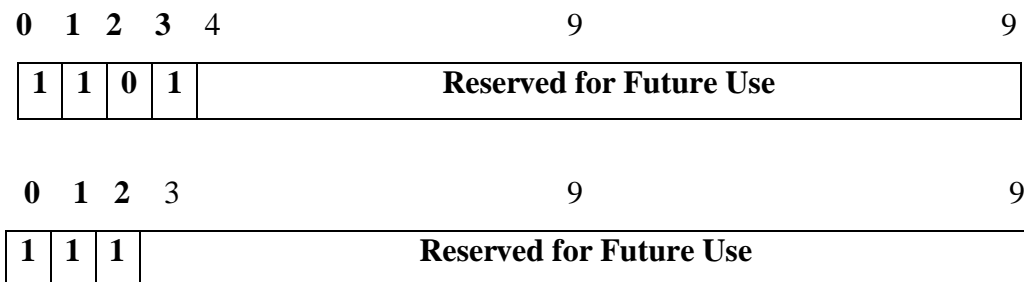 0 1 2 3 4 9 9
1 1 0 1 Reserved for Future Use
0 1 2 3 9 9
1 1 1 Reserved for Future Use